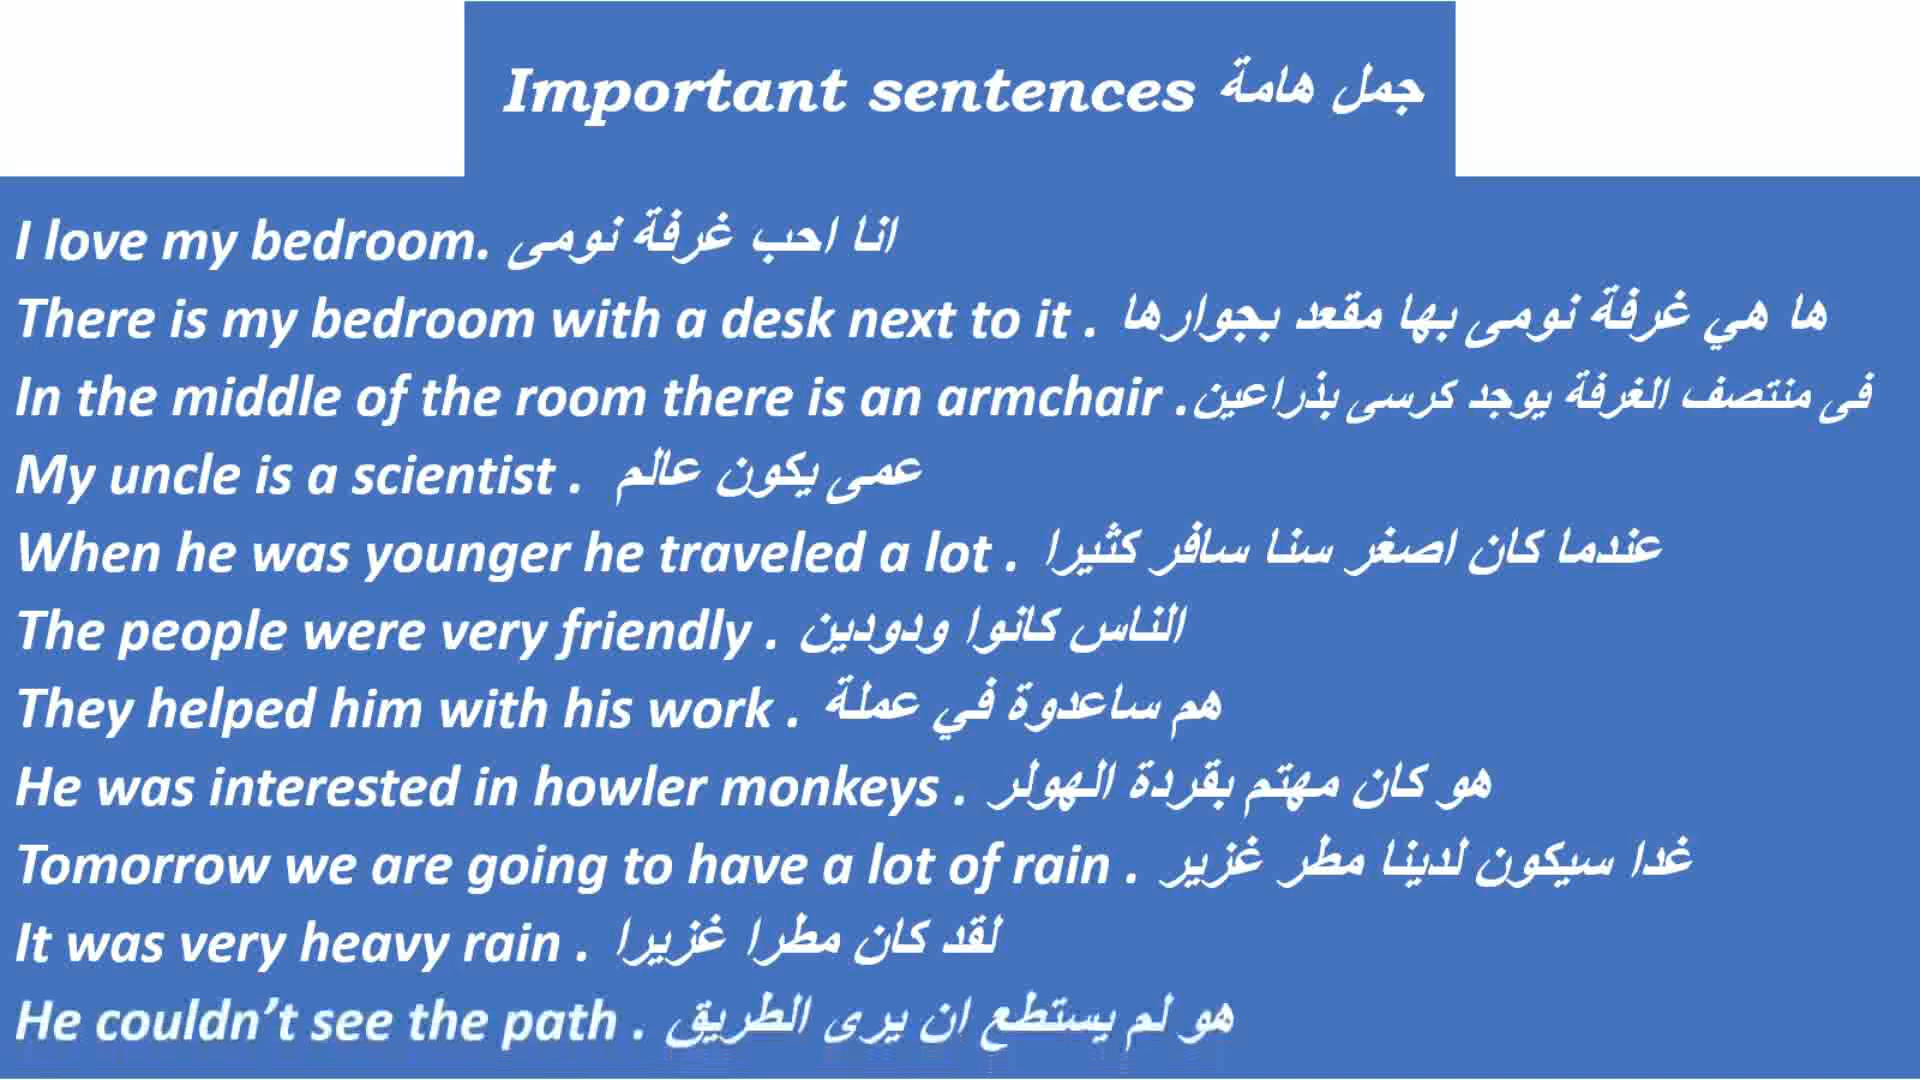 Important sentences جمل هامة
I love my bedroom. انا احب غرفة نومى
There is my bedroom with a desk next to it . ها هي غرفة نومى بها مقعد بجوارها
In the middle of the room there is an armchair .فى منتصف الغرفة يوجد كرسى بذراعين
My uncle is a scientist . عمى يكون عالم
When he was younger he traveled a lot . عندما كان اصغر سنا سافر كثيرا
The people were very friendly . الناس كانوا ودودين
They helped him with his work . هم ساعدوة في عملة
He was interested in howler monkeys . هو كان مهتم بقردة الهولر
Tomorrow we are going to have a lot of rain . غدا سيكون لدينا مطر غزير
It was very heavy rain . لقد كان مطرا غزيرا
He couldn’t see the path . هو لم يستطع ان يرى الطريق